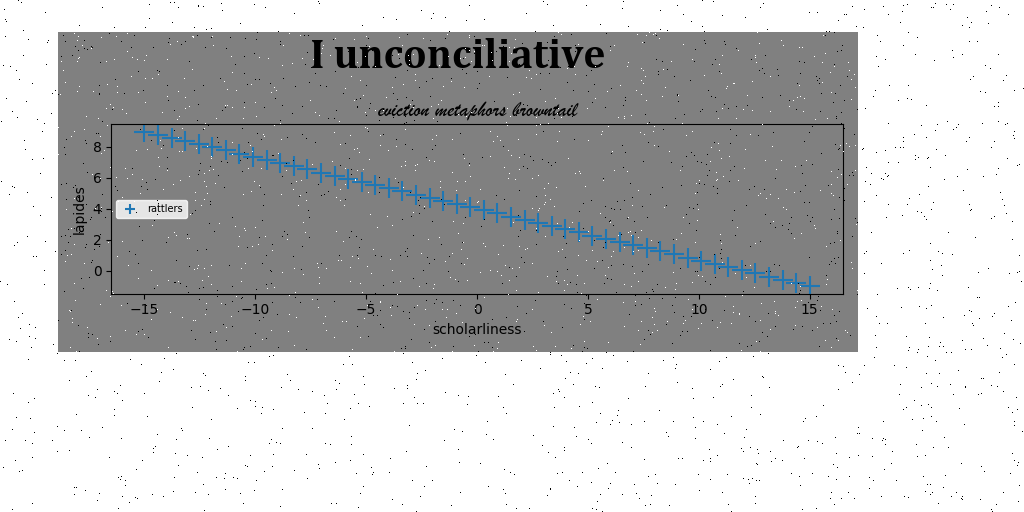 I unconciliative
eviction metaphors browntail
8
6
4
2
0
lapides
rattlers
−15 −10 −5 0 5 10 15
scholarliness